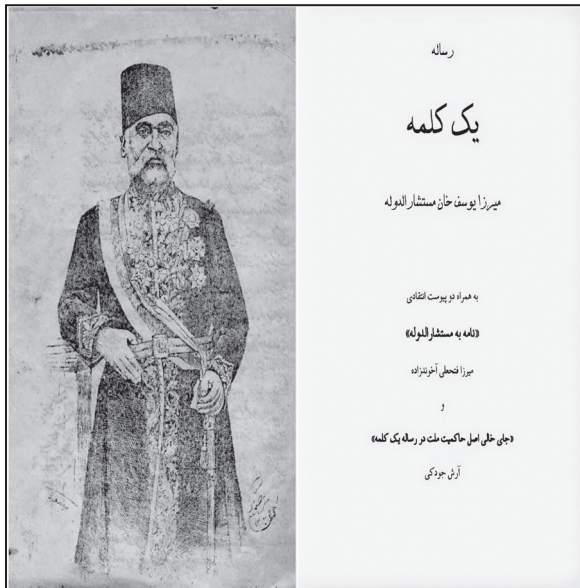 رساله
یک کلمه
میرزا یوسف خان مستشارالدوله
به همراه دو پیوست انتقادی
«نامه به مستشارالدوله»
میرزا فتحعلی آخوندزاده
و
«جای خالی اصل حاکمیت ملت در رساله یک کلمه»
آرش جودکی